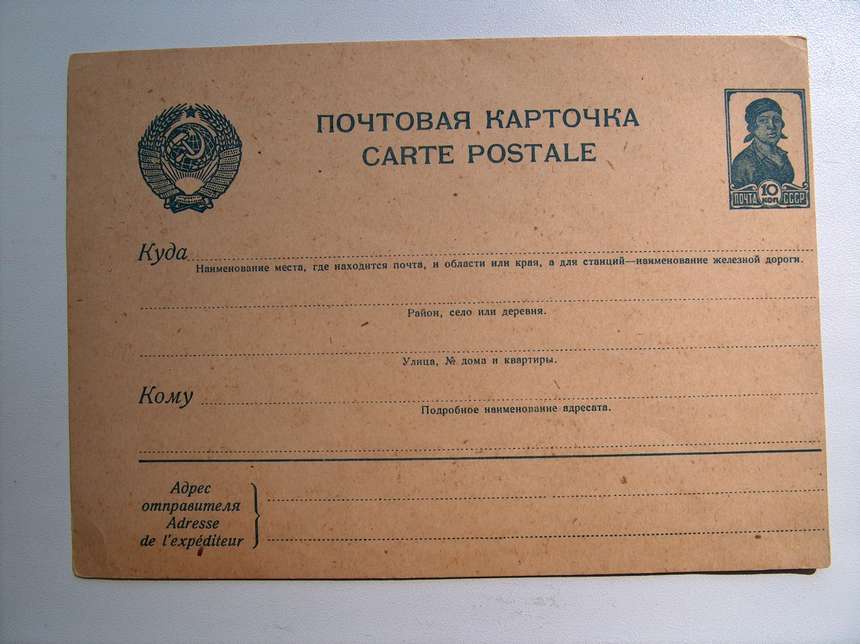 ПОЧТОВАЯ КАРТОЧКА
CARTE POSTALE
ПОЧТА 10 КОП СССР
Куда
Наименование места, где находится почта, и области или края, а для станций—наименование железной дороги.
Район, село или деревня.
Улица, № дома и квартиры.
Кому
Подробное наименование адресата.
Адрес
отправителя
Adresse
de l'expéditeur